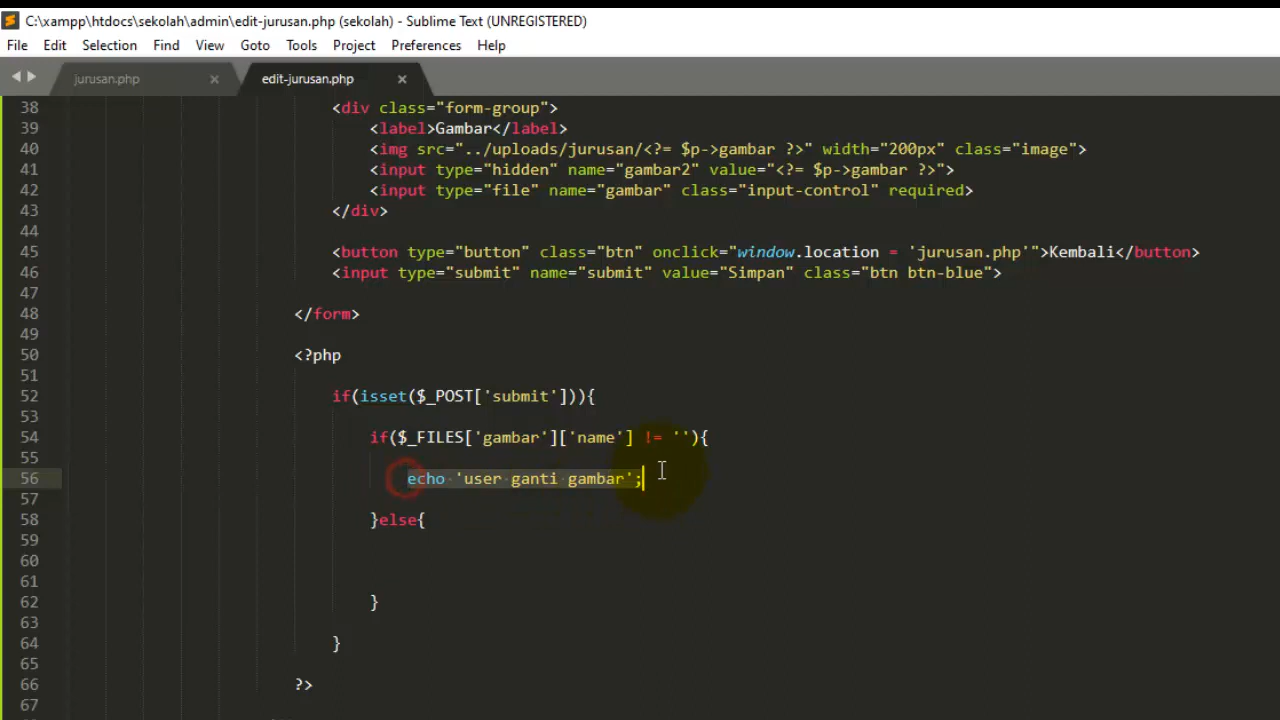 C:\xampp\htdocs\sekolah\admin\edit-jurusan.php (sekolah) - Sublime Text (UNREGISTERED)
File Edit Selection Find View Goto Tools Project Preferences Help
jurusan.php × edit-jurusan.php ×
38 <div class="form-group">
39 <label>Gambar</label>
40 <img src="../uploads/jurusan/<?= $p->gambar ?>" width="200px" class="image">
41 <input type="hidden" name="gambar2" value="<?= $p->gambar ?>">
42 <input type="file" name="gambar" class="input-control" required>
43 </div>
44
45 <button type="button" class="btn" onclick="window.location = 'jurusan.php'">Kembali</button>
46 <input type="submit" name="submit" value="Simpan" class="btn btn-blue">
47
48 </form>
49
50 <?php
51
52 if(isset($_POST['submit'])){
53
54 if($_FILES['gambar']['name'] != ''){
55
56 echo 'user ganti gambar';
57
58 }else{
59
60
61
62 }
63
64 }
65
66 ?>
67